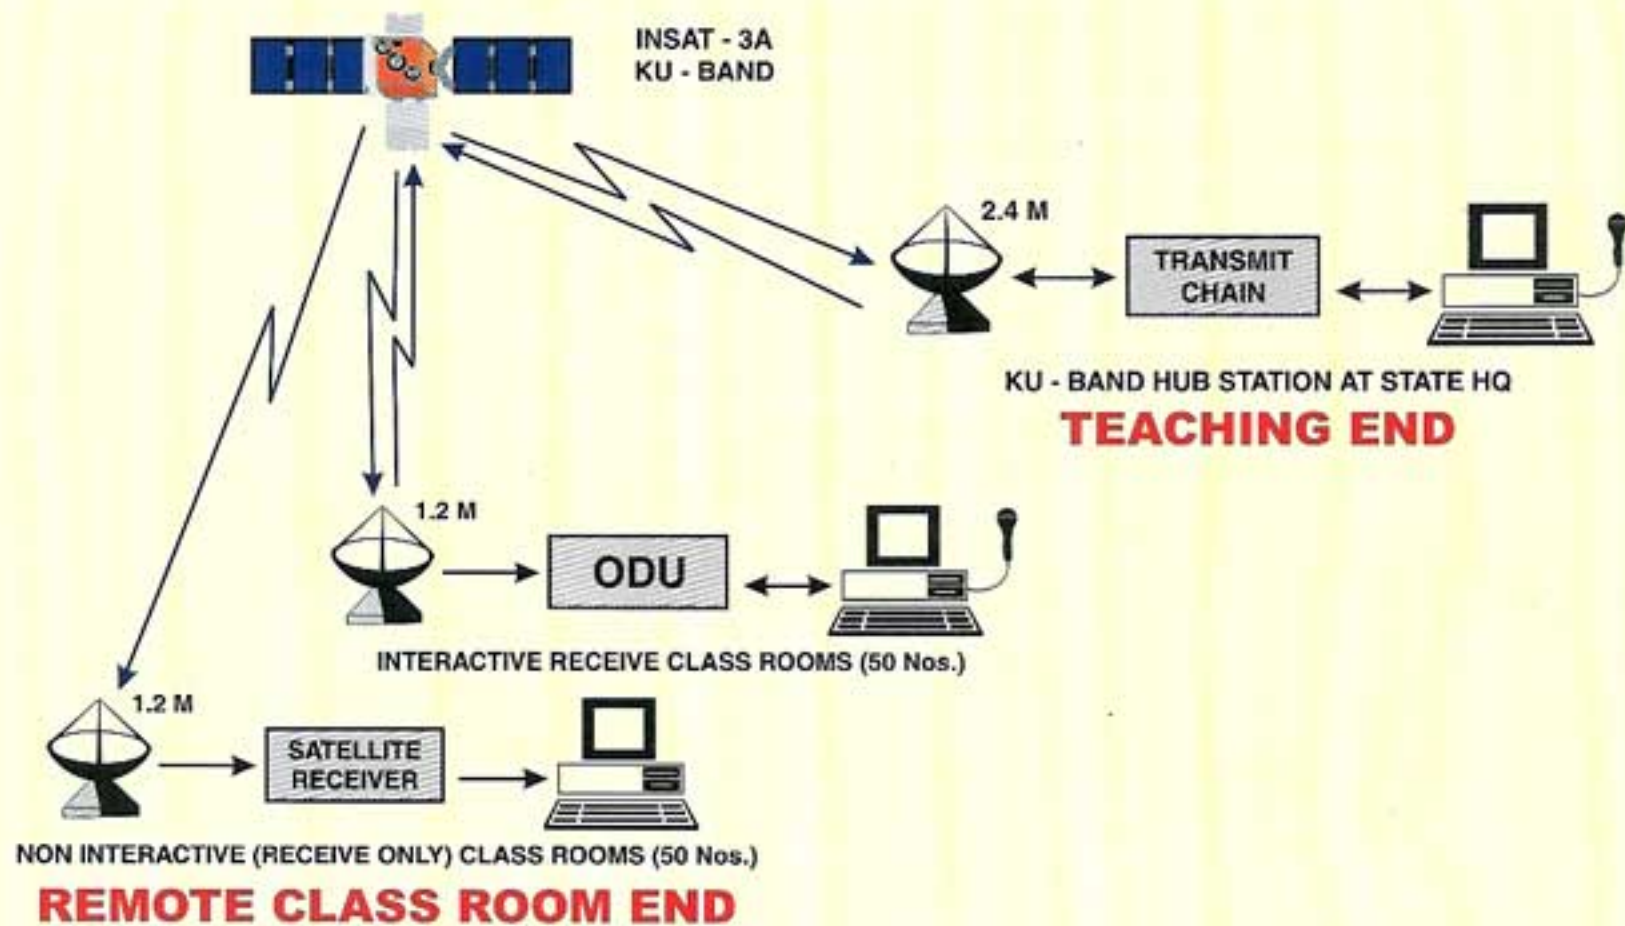 INSAT - 3A
KU - BAND
2.4 M
TRANSMIT
CHAIN
KU - BAND HUB STATION AT STATE HQ
TEACHING END
1.2 M
ODU
INTERACTIVE RECEIVE CLASS ROOMS (50 Nos.)
1.2 M
SATELLITE
RECEIVER
NON INTERACTIVE (RECEIVE ONLY) CLASS ROOMS (50 Nos.)
REMOTE CLASS ROOM END